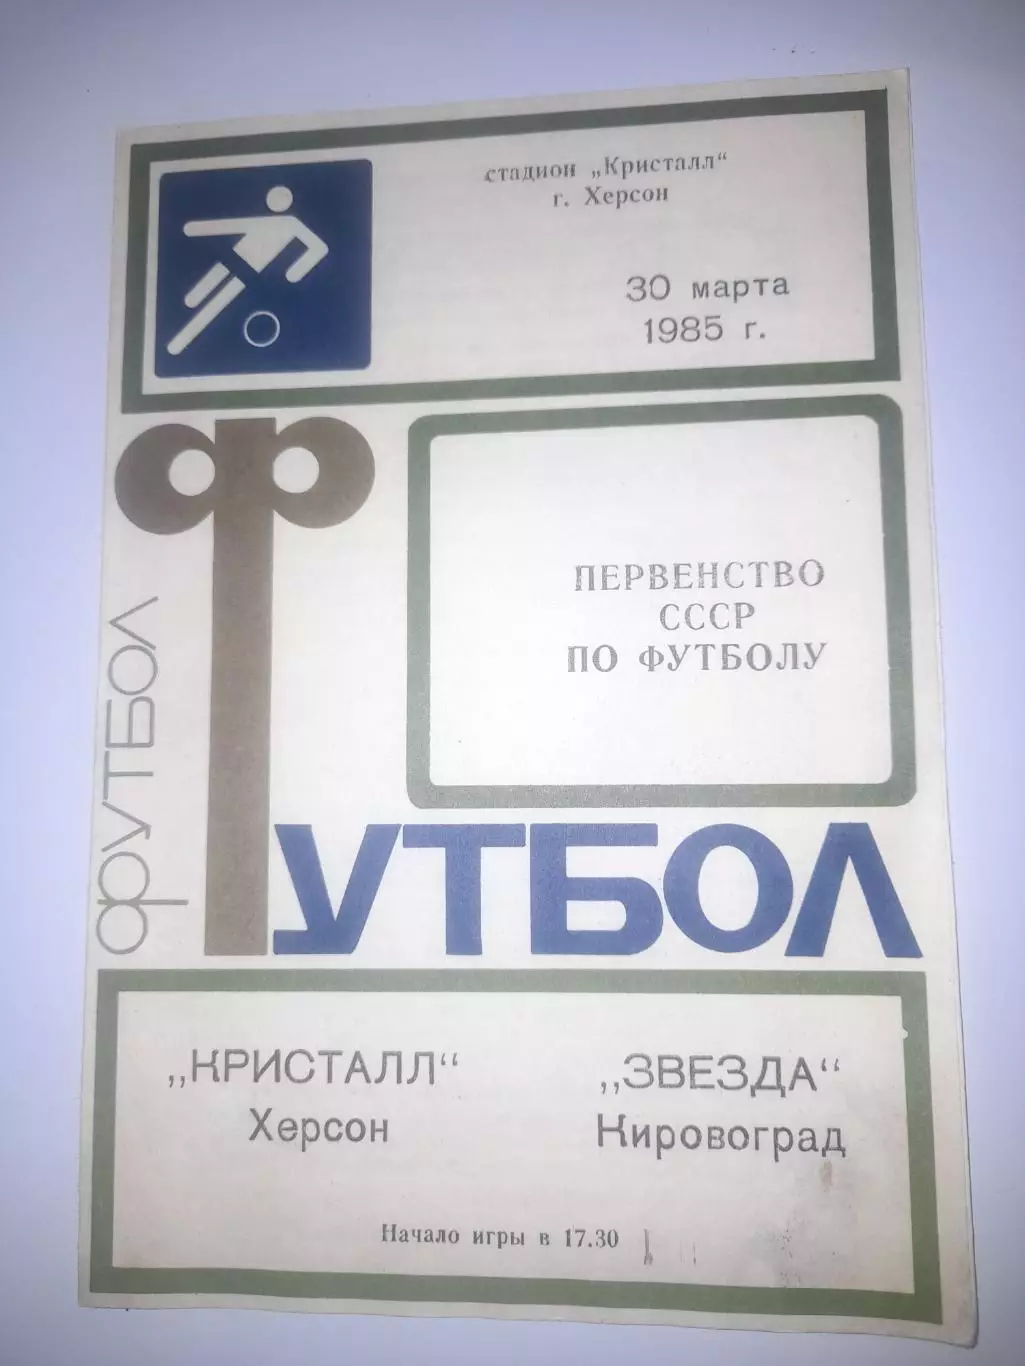 стадион „Кристалл“
г. Херсон
30 марта
1985 г.
ПЕРВЕНСТВО
СССР
ПО ФУТБОЛУ
ФУТБОЛ
ФУТБОЛ
„КРИСТАЛЛ“
Херсон
„ЗВЕЗДА“
Кировоград
Начало игры в 17.30